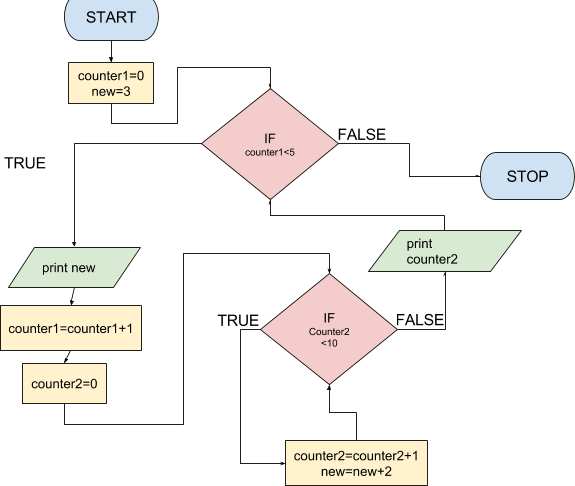 START
counter1=0
new=3
IF
counter1<5
FALSE
TRUE
STOP
print new
print
counter2
counter1=counter1+1
TRUE
IF
Counter2
<10
FALSE
counter2=0
counter2=counter2+1
new=new+2